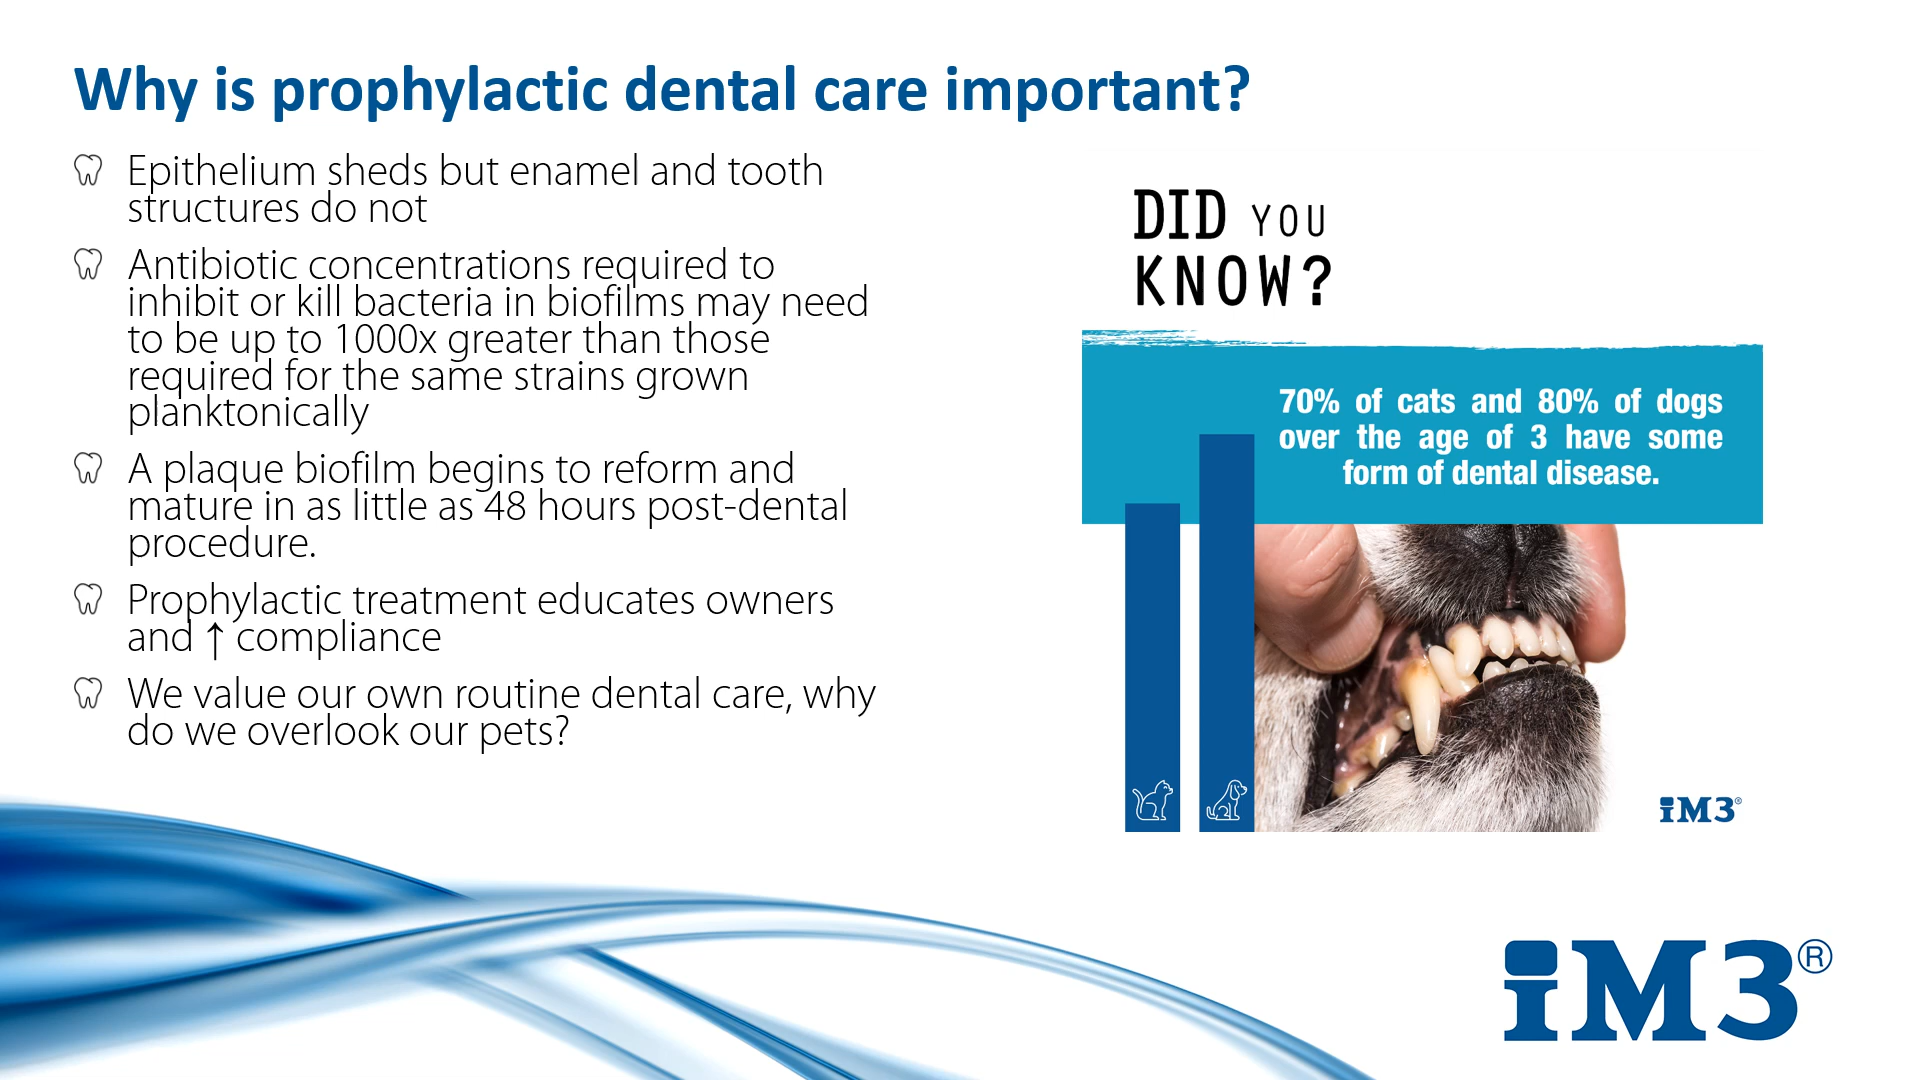 Why is prophylactic dental care important?
Epithelium sheds but enamel and tooth
structures do not
Antibiotic concentrations required to
inhibit or kill bacteria in biofilms may need
to be up to 1000x greater than those
required for the same strains grown
planktonically
A plaque biofilm begins to reform and
mature in as little as 48 hours post-dental
procedure.
Prophylactic treatment educates owners
and ↑ compliance
We value our own routine dental care, why
do we overlook our pets?
DID YOU
KNOW?
70% of cats and 80% of dogs
over the age of 3 have some
form of dental disease.
iM3®
iM3®